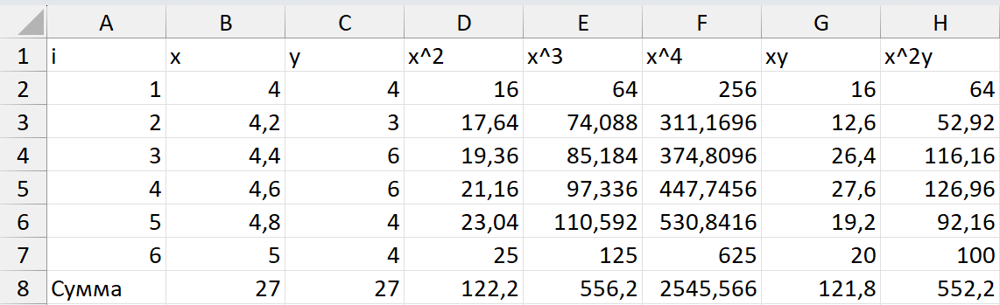 A B C D E F G H
1 i x y x^2 x^3 x^4 xy x^2y
2 1 4 4 16 64 256 16 64
3 2 4,2 3 17,64 74,088 311,1696 12,6 52,92
4 3 4,4 6 19,36 85,184 374,8096 26,4 116,16
5 4 4,6 6 21,16 97,336 447,7456 27,6 126,96
6 5 4,8 4 23,04 110,592 530,8416 19,2 92,16
7 6 5 4 25 125 625 20 100
8 Сумма 27 27 122,2 556,2 2545,566 121,8 552,2